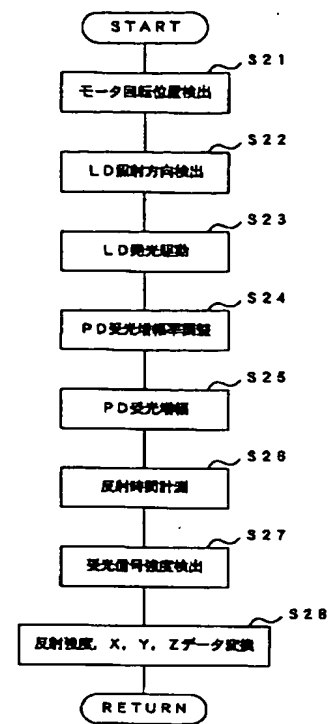 START
S21
モータ回転位置検出
S22
LD照射方向検出
S23
LD発光駆動
S24
PD受光増幅率調整
S25
PD受光増幅
S26
反射時間計測
S27
受光信号強度検出
S28
反射強度，X，Y，Zデータ変換
RETURN